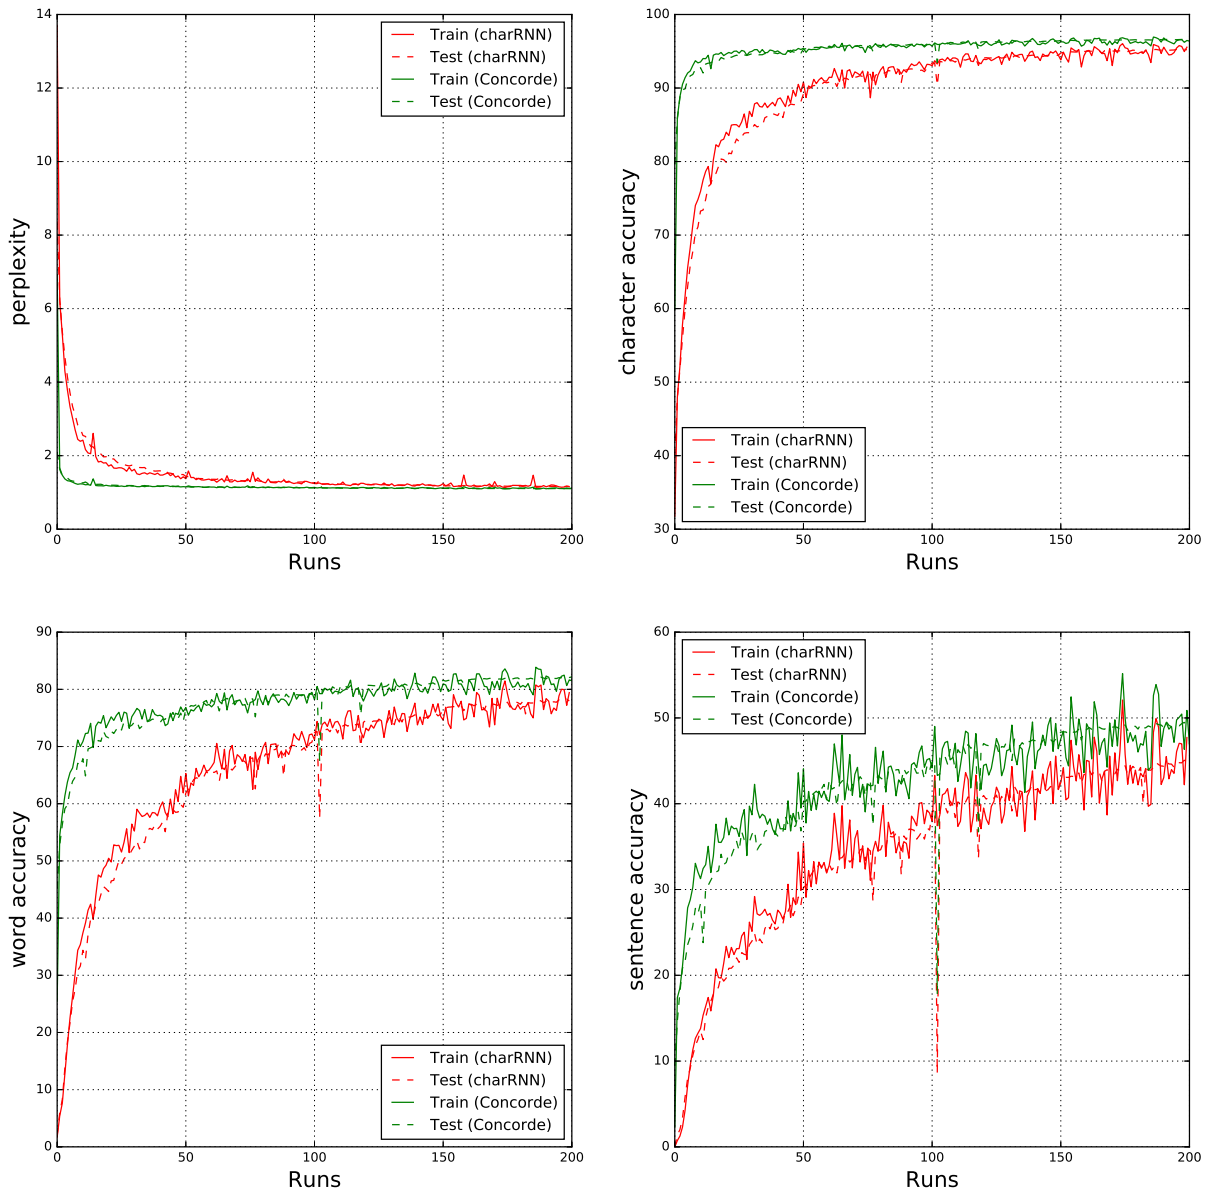 14
12
10
8
6
4
2
0
perplexity
0 50 100 150 200
Runs
Train (charRNN)
Test (charRNN)
Train (Concorde)
Test (Concorde)
100
90
80
70
60
50
40
30
character accuracy
0 50 100 150 200
Runs
Train (charRNN)
Test (charRNN)
Train (Concorde)
Test (Concorde)
90
80
70
60
50
40
30
20
10
0
word accuracy
0 50 100 150 200
Runs
Train (charRNN)
Test (charRNN)
Train (Concorde)
Test (Concorde)
60
50
40
30
20
10
0
sentence accuracy
0 50 100 150 200
Runs
Train (charRNN)
Test (charRNN)
Train (Concorde)
Test (Concorde)